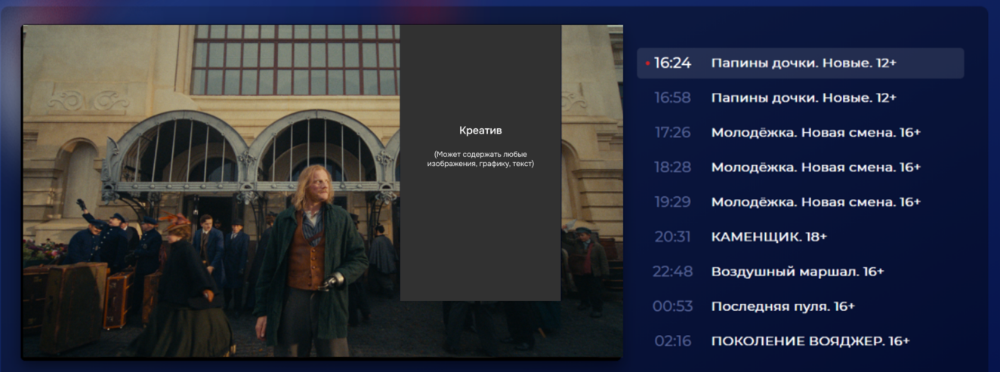 Креатив
(Может содержать любые
изображения, графику, текст)
16:24 Папины дочки. Новые. 12+
16:58 Папины дочки. Новые. 12+
17:26 Молодёжка. Новая смена. 16+
18:28 Молодёжка. Новая смена. 16+
19:29 Молодёжка. Новая смена. 16+
20:31 КАМЕНЩИК. 18+
22:48 Воздушный маршал. 16+
00:53 Последняя пуля. 16+
02:16 ПОКОЛЕНИЕ ВОЯДЖЕР. 16+